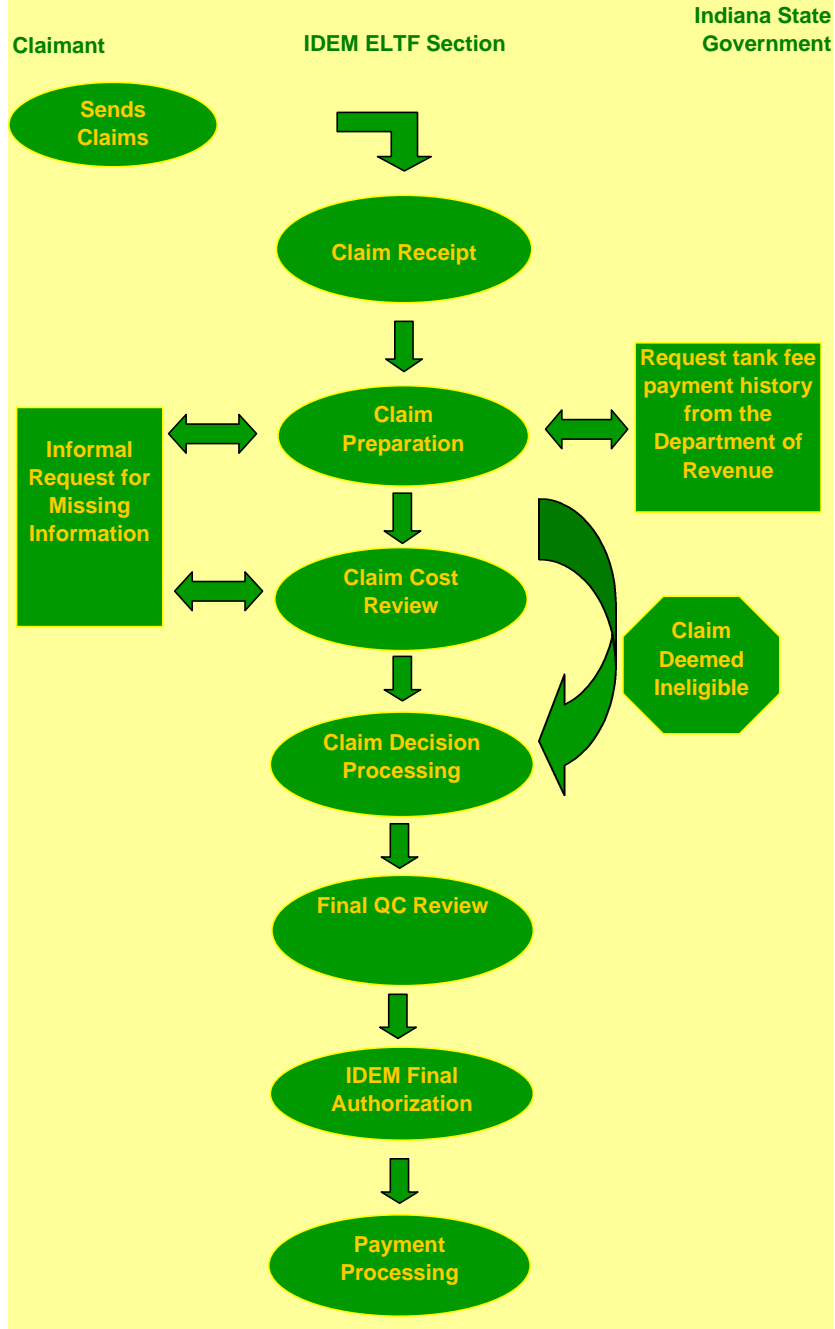 Claimant
IDEM ELTF Section
Indiana State
Government
Sends
Claims
Claim Receipt
Claim
Preparation
Request tank fee
payment history
from the
Department of
Revenue
Informal
Request for
Missing
Information
Claim Cost
Review
Claim
Deemed
Ineligible
Claim Decision
Processing
Final QC Review
IDEM Final
Authorization
Payment
Processing